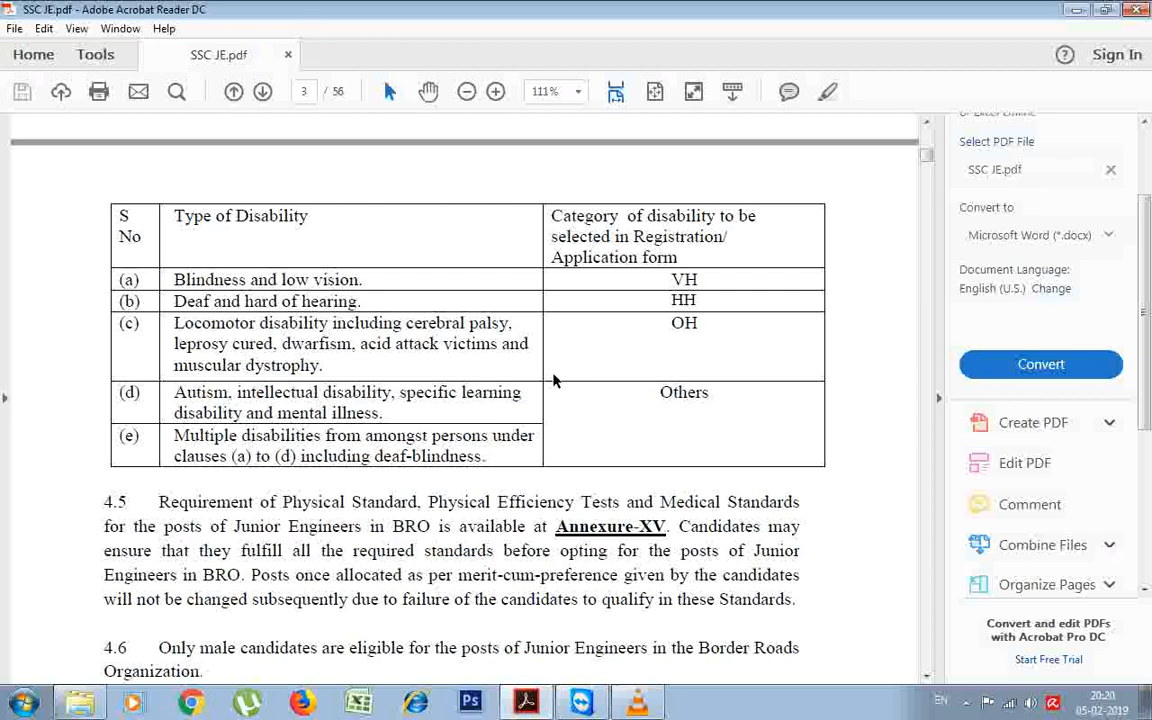 SSC JE.pdf - Adobe Acrobat Reader DC
File Edit View Window Help
Home Tools SSC JE.pdf × ? Sign In
3 / 56 111%
S No
Type of Disability
Category of disability to be
selected in Registration/
Application form
(a) Blindness and low vision. VH
(b) Deaf and hard of hearing. HH
(c) Locomotor disability including cerebral palsy, OH
leprosy cured, dwarfism, acid attack victims and
muscular dystrophy.
(d) Autism, intellectual disability, specific learning Others
disability and mental illness.
(e) Multiple disabilities from amongst persons under
clauses (a) to (d) including deaf-blindness.
4.5 Requirement of Physical Standard, Physical Efficiency Tests and Medical Standards
for the posts of Junior Engineers in BRO is available at Annexure-XV. Candidates may
ensure that they fulfill all the required standards before opting for the posts of Junior
Engineers in BRO. Posts once allocated as per merit-cum-preference given by the candidates
will not be changed subsequently due to failure of the candidates to qualify in these Standards.
4.6 Only male candidates are eligible for the posts of Junior Engineers in the Border Roads
Organization.
Select PDF File
SSC JE.pdf
Convert to
Microsoft Word (*.docx)
Document Language:
English (U.S.) Change
Convert
Create PDF
Edit PDF
Comment
Combine Files
Organize Pages
Convert and edit PDFs
with Acrobat Pro DC
Start Free Trial
Ps
EN
20:20
05-02-2019